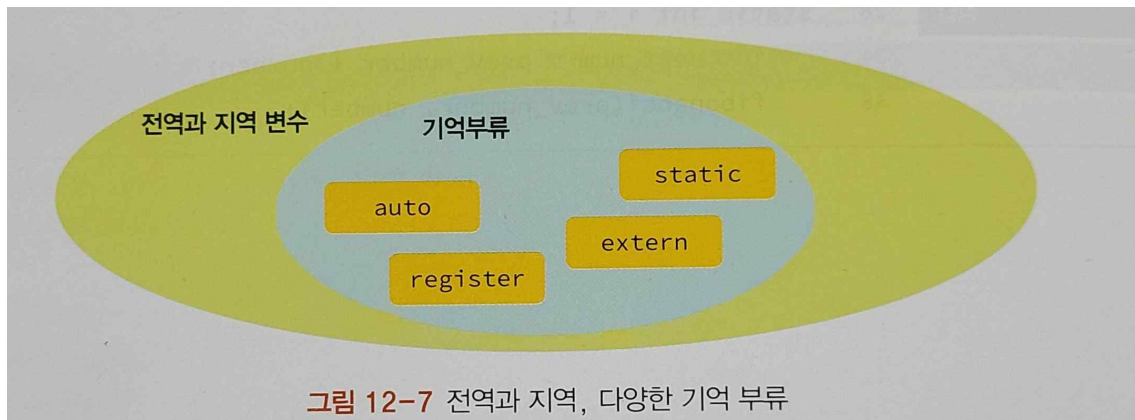 전역과 지역 변수
기억부류
static
auto
extern
register
그림 12-7 전역과 지역, 다양한 기억 부류